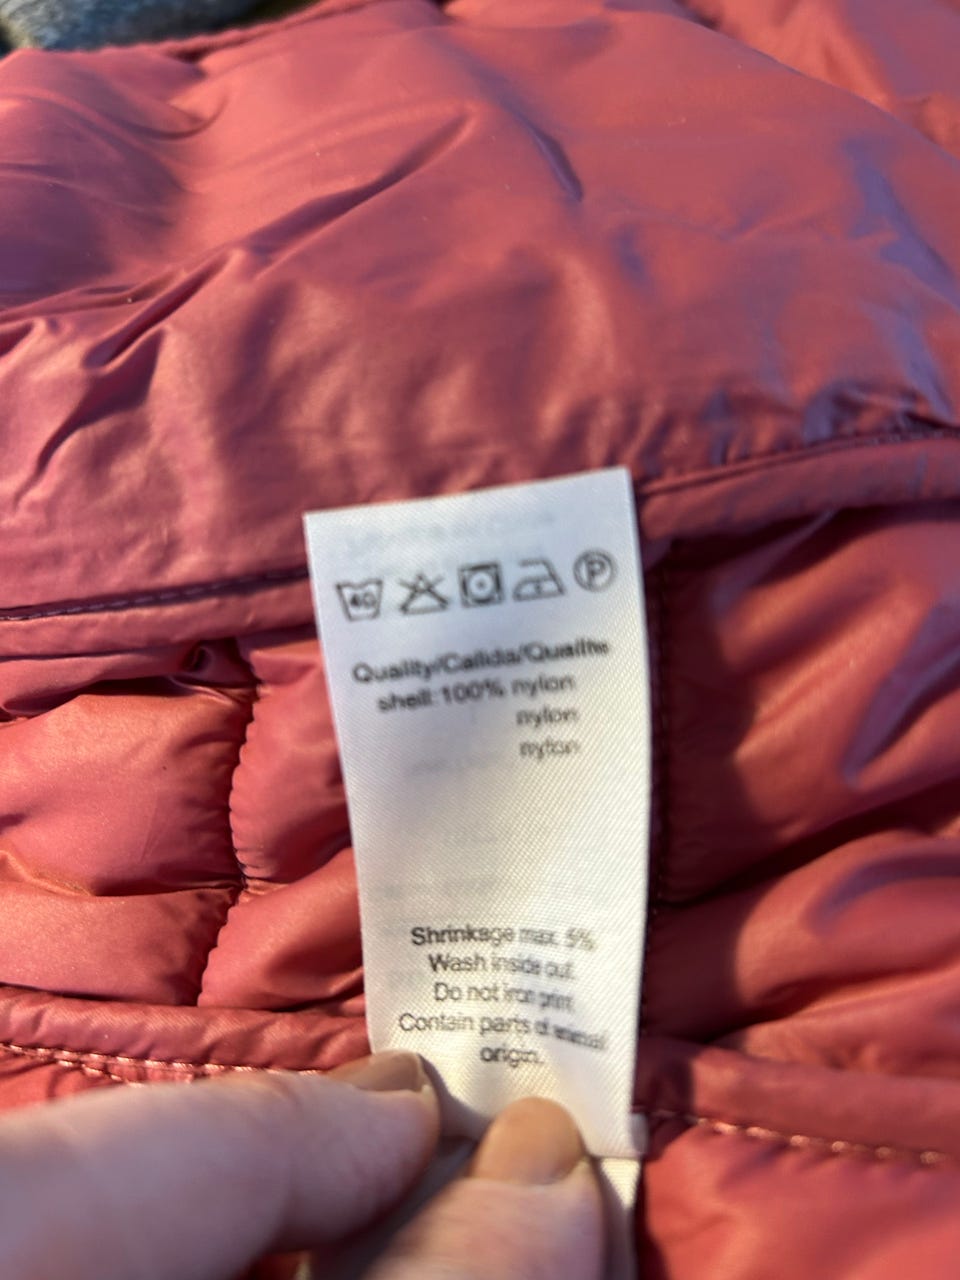 40 P
Quality/Calida/Qualite
shell: 100% nylon
nylon
nylon
Shrinkage max. 5%
Wash inside out.
Do not iron print
Contain parts of animal
origin.